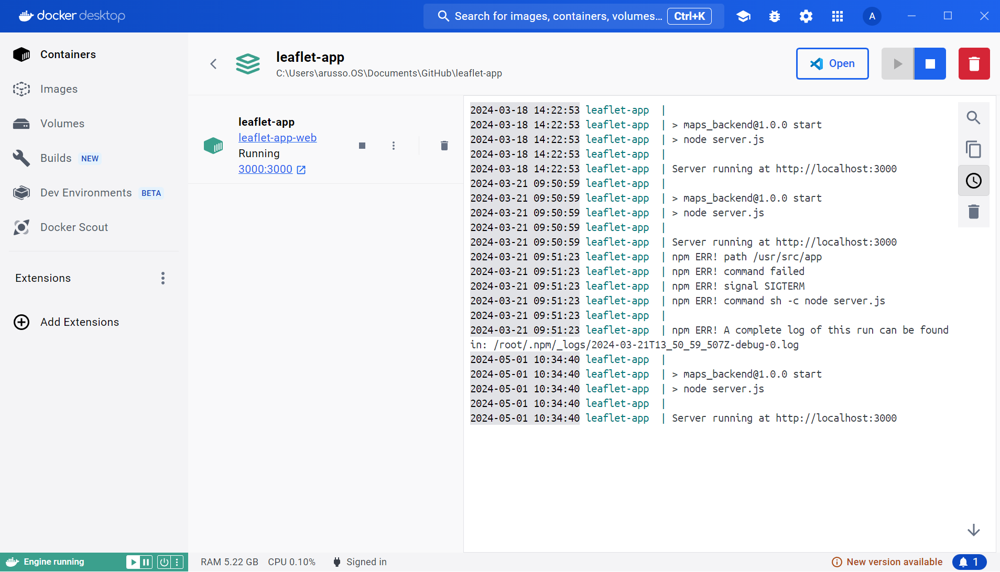 docker desktop
Search for images, containers, volumes... Ctrl+K
A
Containers
Images
Volumes
Builds NEW
Dev Environments BETA
Docker Scout
Extensions
Add Extensions
leaflet-app
C:\Users\arusso.OS\Documents\GitHub\leaflet-app
Open
leaflet-app
leaflet-app-web
Running
3000:3000
2024-03-18 14:22:53 leaflet-app |
2024-03-18 14:22:53 leaflet-app | > maps_backend@1.0.0 start
2024-03-18 14:22:53 leaflet-app | > node server.js
2024-03-18 14:22:53 leaflet-app |
2024-03-18 14:22:53 leaflet-app | Server running at http://localhost:3000
2024-03-21 09:50:59 leaflet-app |
2024-03-21 09:50:59 leaflet-app | > maps_backend@1.0.0 start
2024-03-21 09:50:59 leaflet-app | > node server.js
2024-03-21 09:50:59 leaflet-app |
2024-03-21 09:50:59 leaflet-app | Server running at http://localhost:3000
2024-03-21 09:51:23 leaflet-app | npm ERR! path /usr/src/app
2024-03-21 09:51:23 leaflet-app | npm ERR! command failed
2024-03-21 09:51:23 leaflet-app | npm ERR! signal SIGTERM
2024-03-21 09:51:23 leaflet-app | npm ERR! command sh -c node server.js
2024-03-21 09:51:23 leaflet-app |
2024-03-21 09:51:23 leaflet-app | npm ERR! A complete log of this run can be found
in: /root/.npm/_logs/2024-03-21T13_50_59_507Z-debug-0.log
2024-05-01 10:34:40 leaflet-app |
2024-05-01 10:34:40 leaflet-app | > maps_backend@1.0.0 start
2024-05-01 10:34:40 leaflet-app | > node server.js
2024-05-01 10:34:40 leaflet-app |
2024-05-01 10:34:40 leaflet-app | Server running at http://localhost:3000
Engine running
RAM 5.22 GB CPU 0.10% Signed in
New version available
1